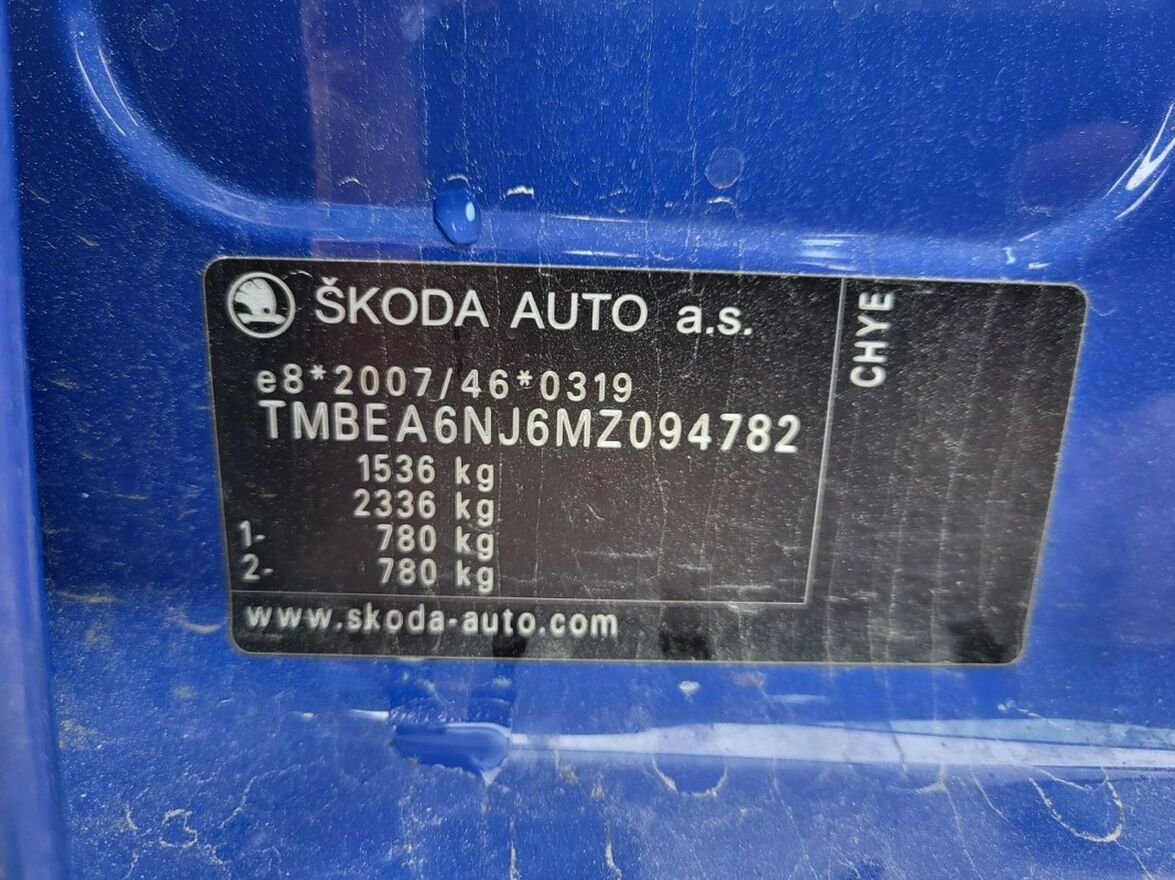 ŠKODA AUTO a.s.
e8*2007/46*0319
TMBEA6NJ6MZ094782
1536 kg
2336 kg
1- 780 kg
2- 780 kg
www.skoda-auto.com
CHYE